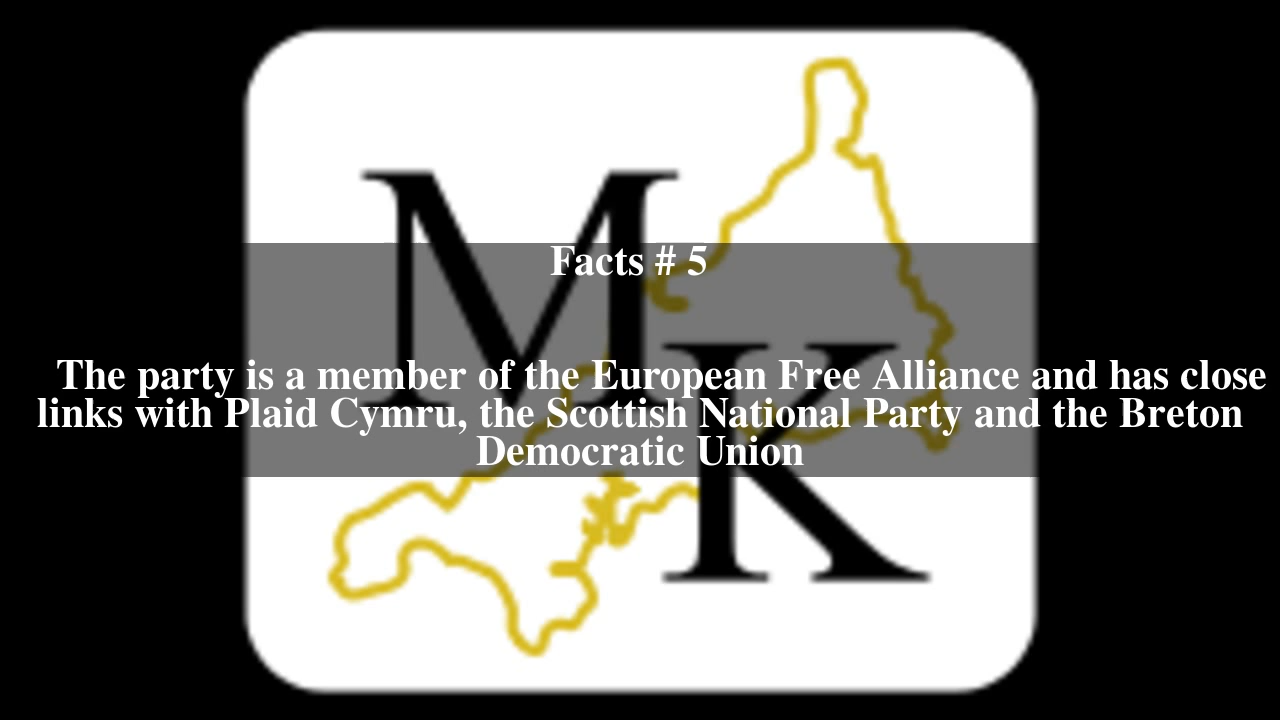 M
Facts # 5
K
The party is a member of the European Free Alliance and has close
links with Plaid Cymru, the Scottish National Party and the Breton
Democratic Union